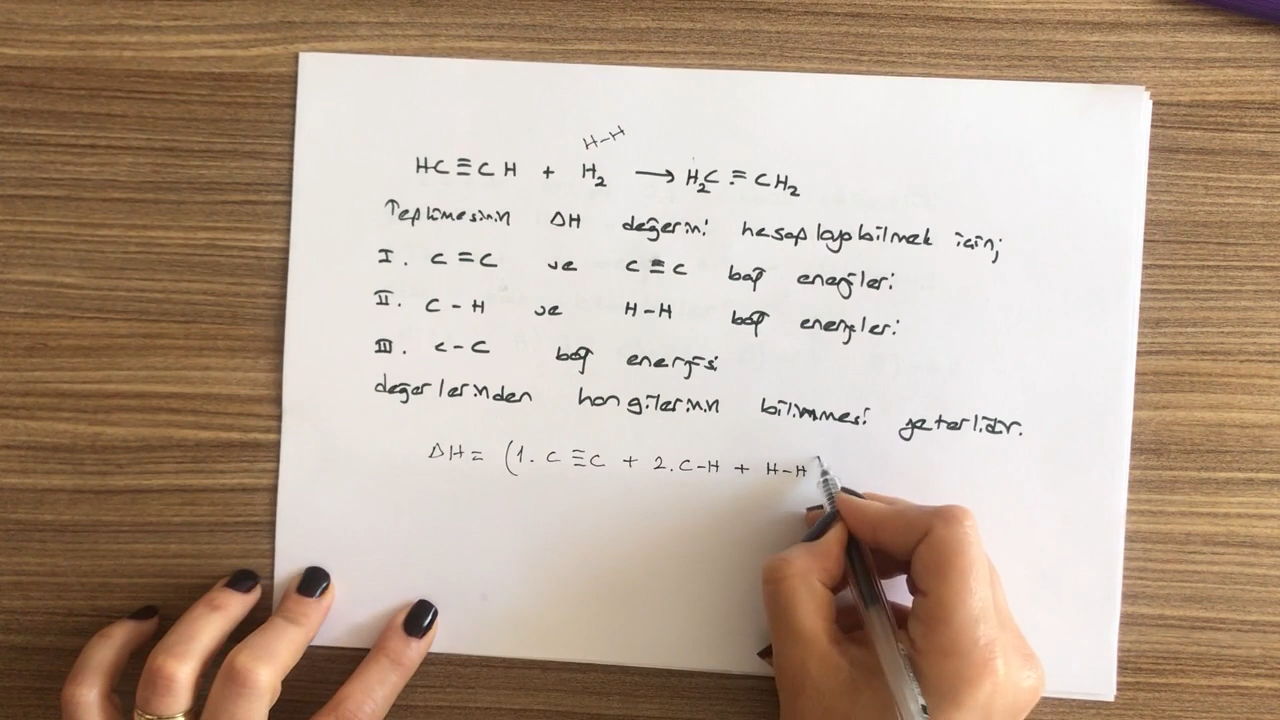 H-H
HC≡CH + H₂ → H₂C=CH₂
Tepkimesinin ΔH değerini hesaplayabilmek için;
I. C=C ve C≡C bağ enerjileri
II. C-H ve H-H bağ enerjileri
III. C-C bağ enerjisi
değerlerinden hangilerinin bilinmesi yeterlidir.
ΔH = (1. C≡C + 2. C-H + H-H